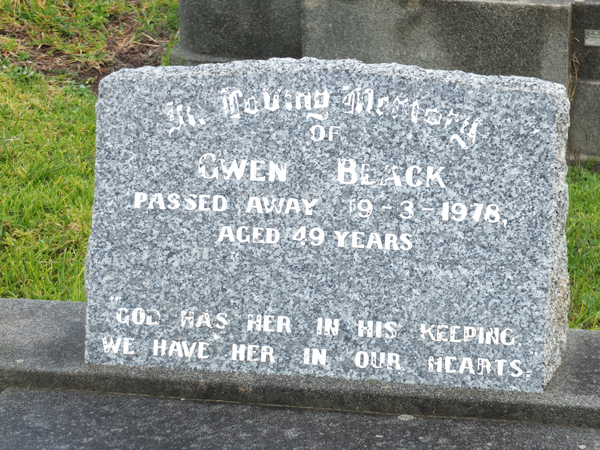 In Loving Memory
OF
GWEN BLACK
PASSED AWAY 19-3-1978,
AGED 49 YEARS
"GOD HAS HER IN HIS KEEPING.
WE HAVE HER IN OUR HEARTS."